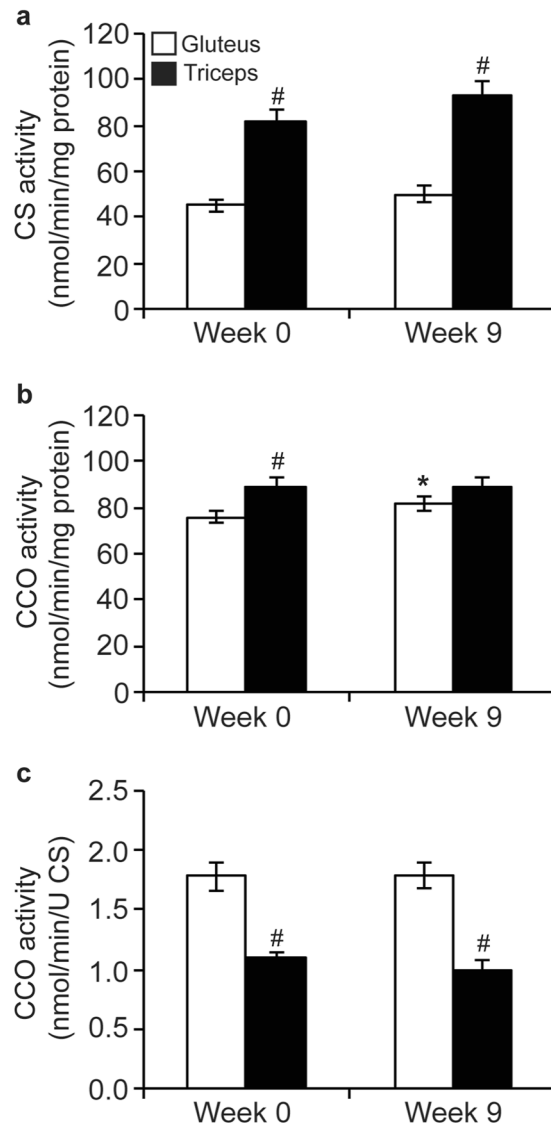 a
CS activity
(nmol/min/mg protein)
120
100
80
60
40
20
0
Gluteus
Triceps
#
#
Week 0
Week 9
b
CCO activity
(nmol/min/mg protein)
120
100
80
60
40
20
0
#
*
Week 0
Week 9
c
CCO activity
(nmol/min/U CS)
2.5
2.0
1.5
1.0
0.5
0.0
#
#
Week 0
Week 9